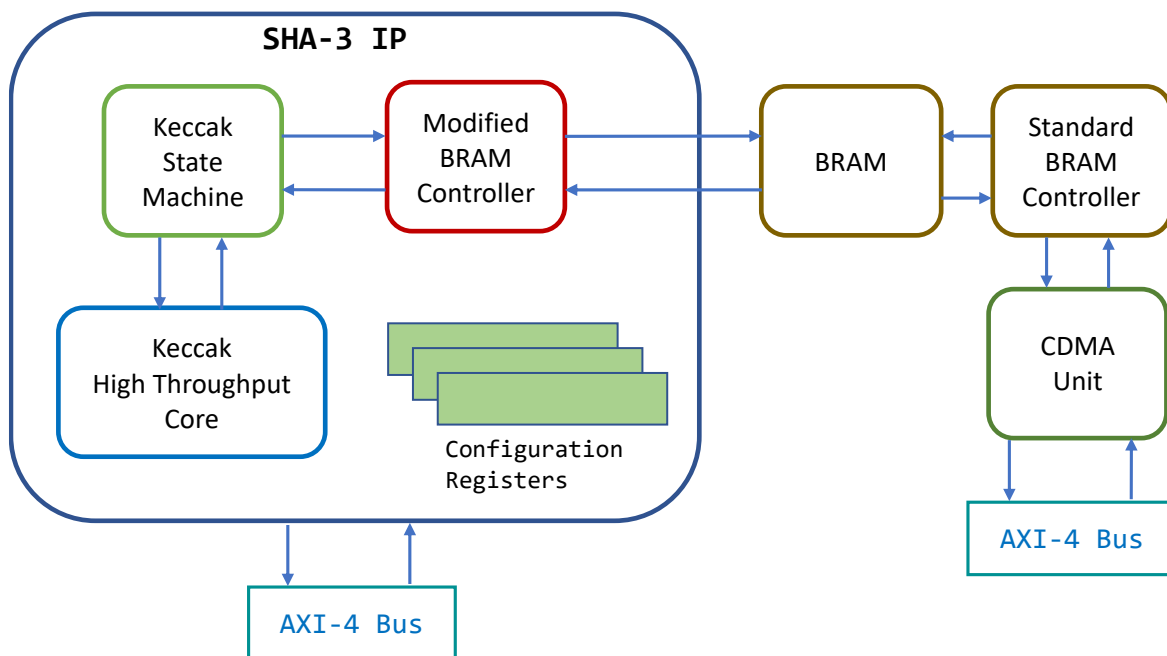 SHA-3 IP
Keccak
State
Machine
Modified
BRAM
Controller
BRAM
Standard
BRAM
Controller
Keccak
High Throughput
Core
Configuration
Registers
CDMA
Unit
AXI-4 Bus
AXI-4 Bus